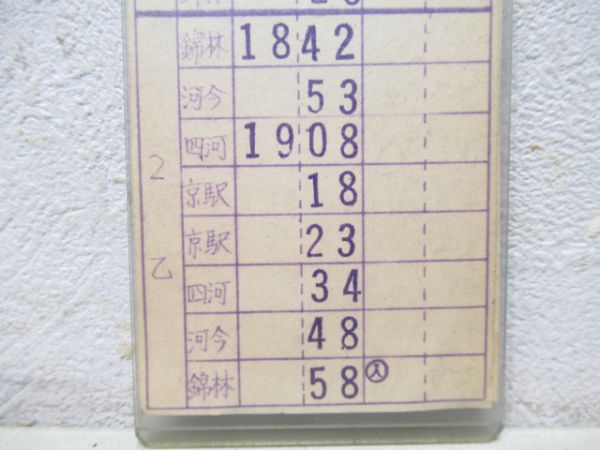 錦林 1842
河今 53
四河 1908
京駅 18
京駅 23
四河 34
河今 48
錦林 58 入
2
乙